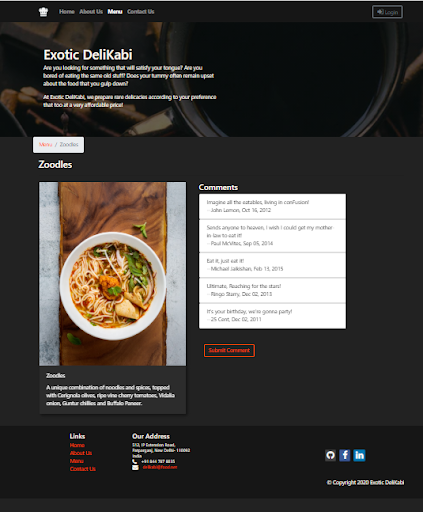 Home About Us Menu Contact Us
Login
Exotic DeliKabi
Are you looking for something that will satisfy your tongue? Are you
bored of eating the same old stuff? Does your tummy often remain upset
about the food that you gulp down?
At Exotic DeliKabi, we prepare rare delicacies according to your preference
that too at a very affordable price!
Menu / Zoodles
Zoodles
Comments
Imagine all the eatables, living in conFusion!
- John Lemon, Oct 16, 2012
Sends anyone to heaven, I wish I could get my mother-
in-law to eat it!
- Paul McVites, Sep 05, 2014
Eat it, just eat it!
- Michael Jaikishan, Feb 13, 2015
Ultimate, Reaching for the stars!
- Ringo Starry, Dec 02, 2013
It's your birthday, we're gonna party!
- 25 Cent, Dec 02, 2011
Submit Comment
Zoodles
A unique combination of noodles and spices, topped
with Cerignola olives, ripe vine cherry tomatoes, Vidalia
onion, Guntur chillies and Buffalo Paneer.
Links
Home
About Us
Menu
Contact Us
Our Address
Extension Road,
New Delhi- 110092
India
© Copyright 2020 Exotic DeliKabi